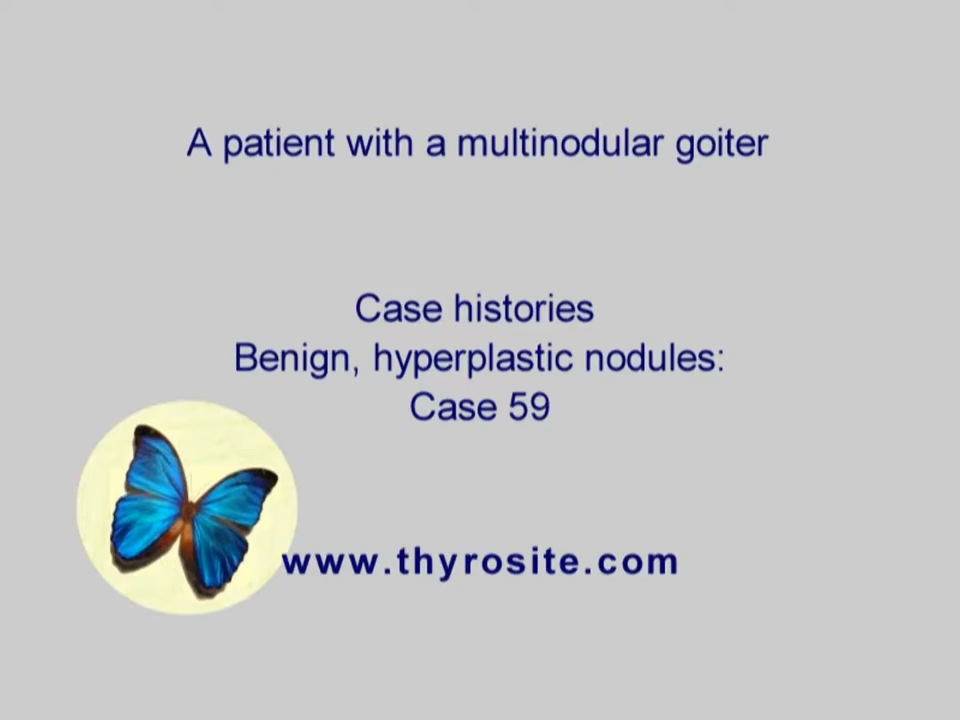 A patient with a multinodular goiter
Case histories
Benign, hyperplastic nodules:
Case 59
www.thyrosite.com